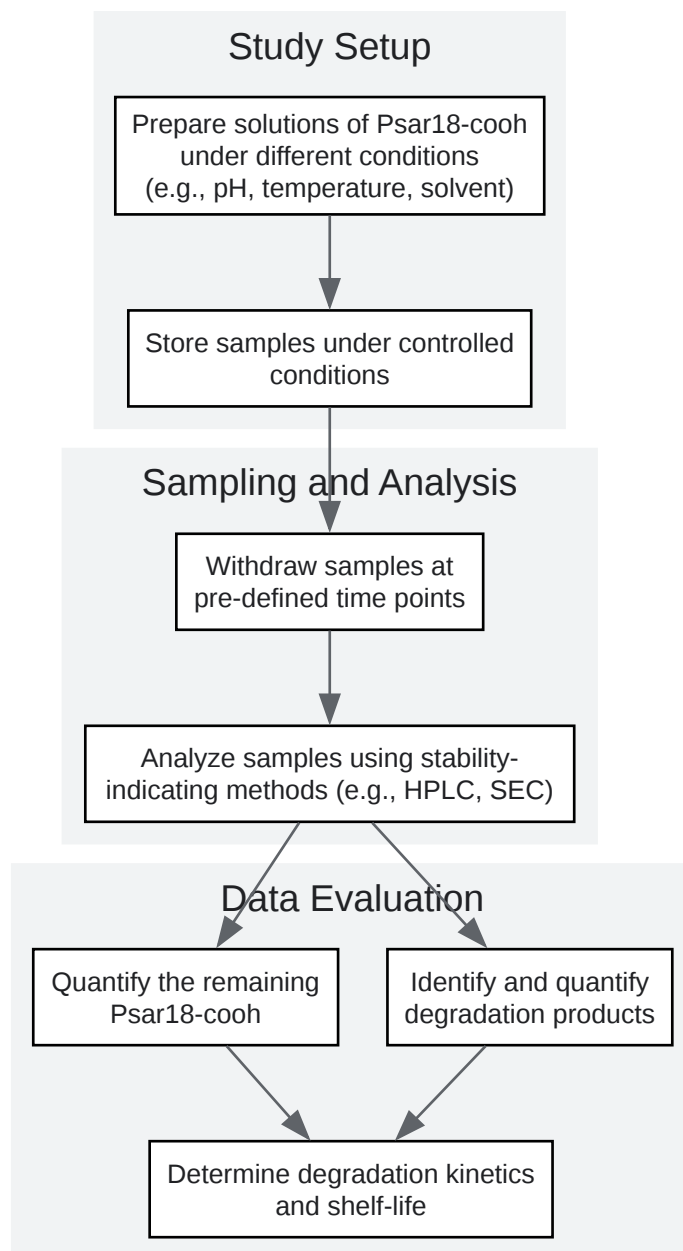 Study Setup
Prepare solutions of Psar18-cooh
under different conditions
(e.g., pH, temperature, solvent)
Store samples under controlled
conditions
Sampling and Analysis
Withdraw samples at
pre-defined time points
Analyze samples using stability-
indicating methods (e.g., HPLC, SEC)
Data Evaluation
Quantify the remaining
Psar18-cooh
Identify and quantify
degradation products
Determine degradation kinetics
and shelf-life